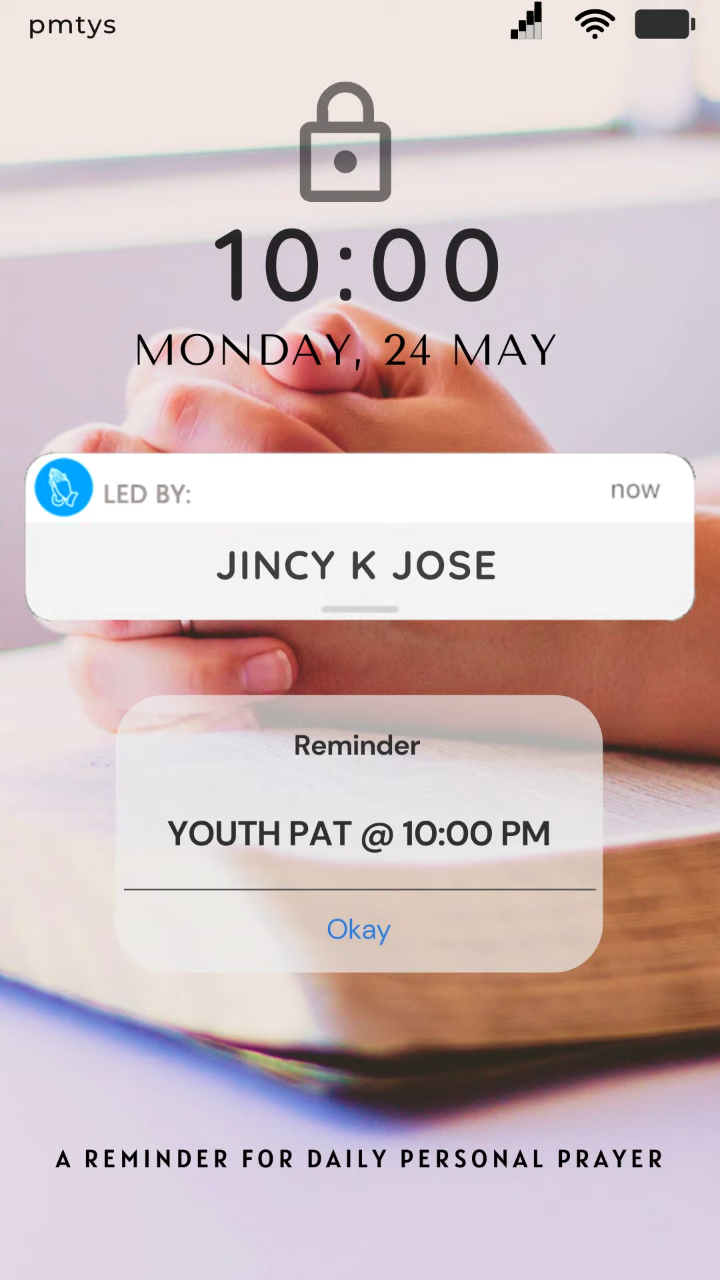 pmtys
10:00
MONDAY, 24 MAY
LED BY:
now
JINCY K JOSE
Reminder
YOUTH PAT @ 10:00 PM
Okay
A REMINDER FOR DAILY PERSONAL PRAYER